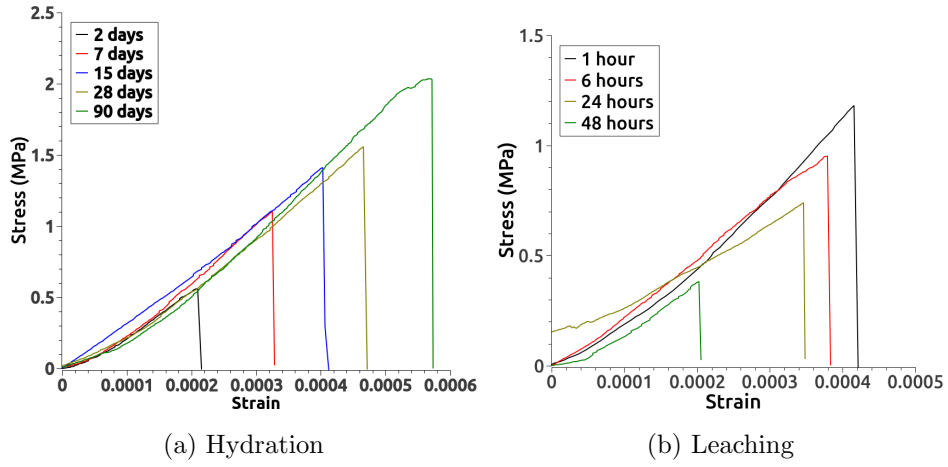 2.5
2
1.5
1
0.5
0
Stress (MPa)
2 days
7 days
15 days
28 days
90 days
0 0.0001 0.0002 0.0003 0.0004 0.0005 0.0006
Strain
(a) Hydration
1.5
1
0.5
0
Stress (MPa)
1 hour
6 hours
24 hours
48 hours
0 0.0001 0.0002 0.0003 0.0004 0.0005
Strain
(b) Leaching